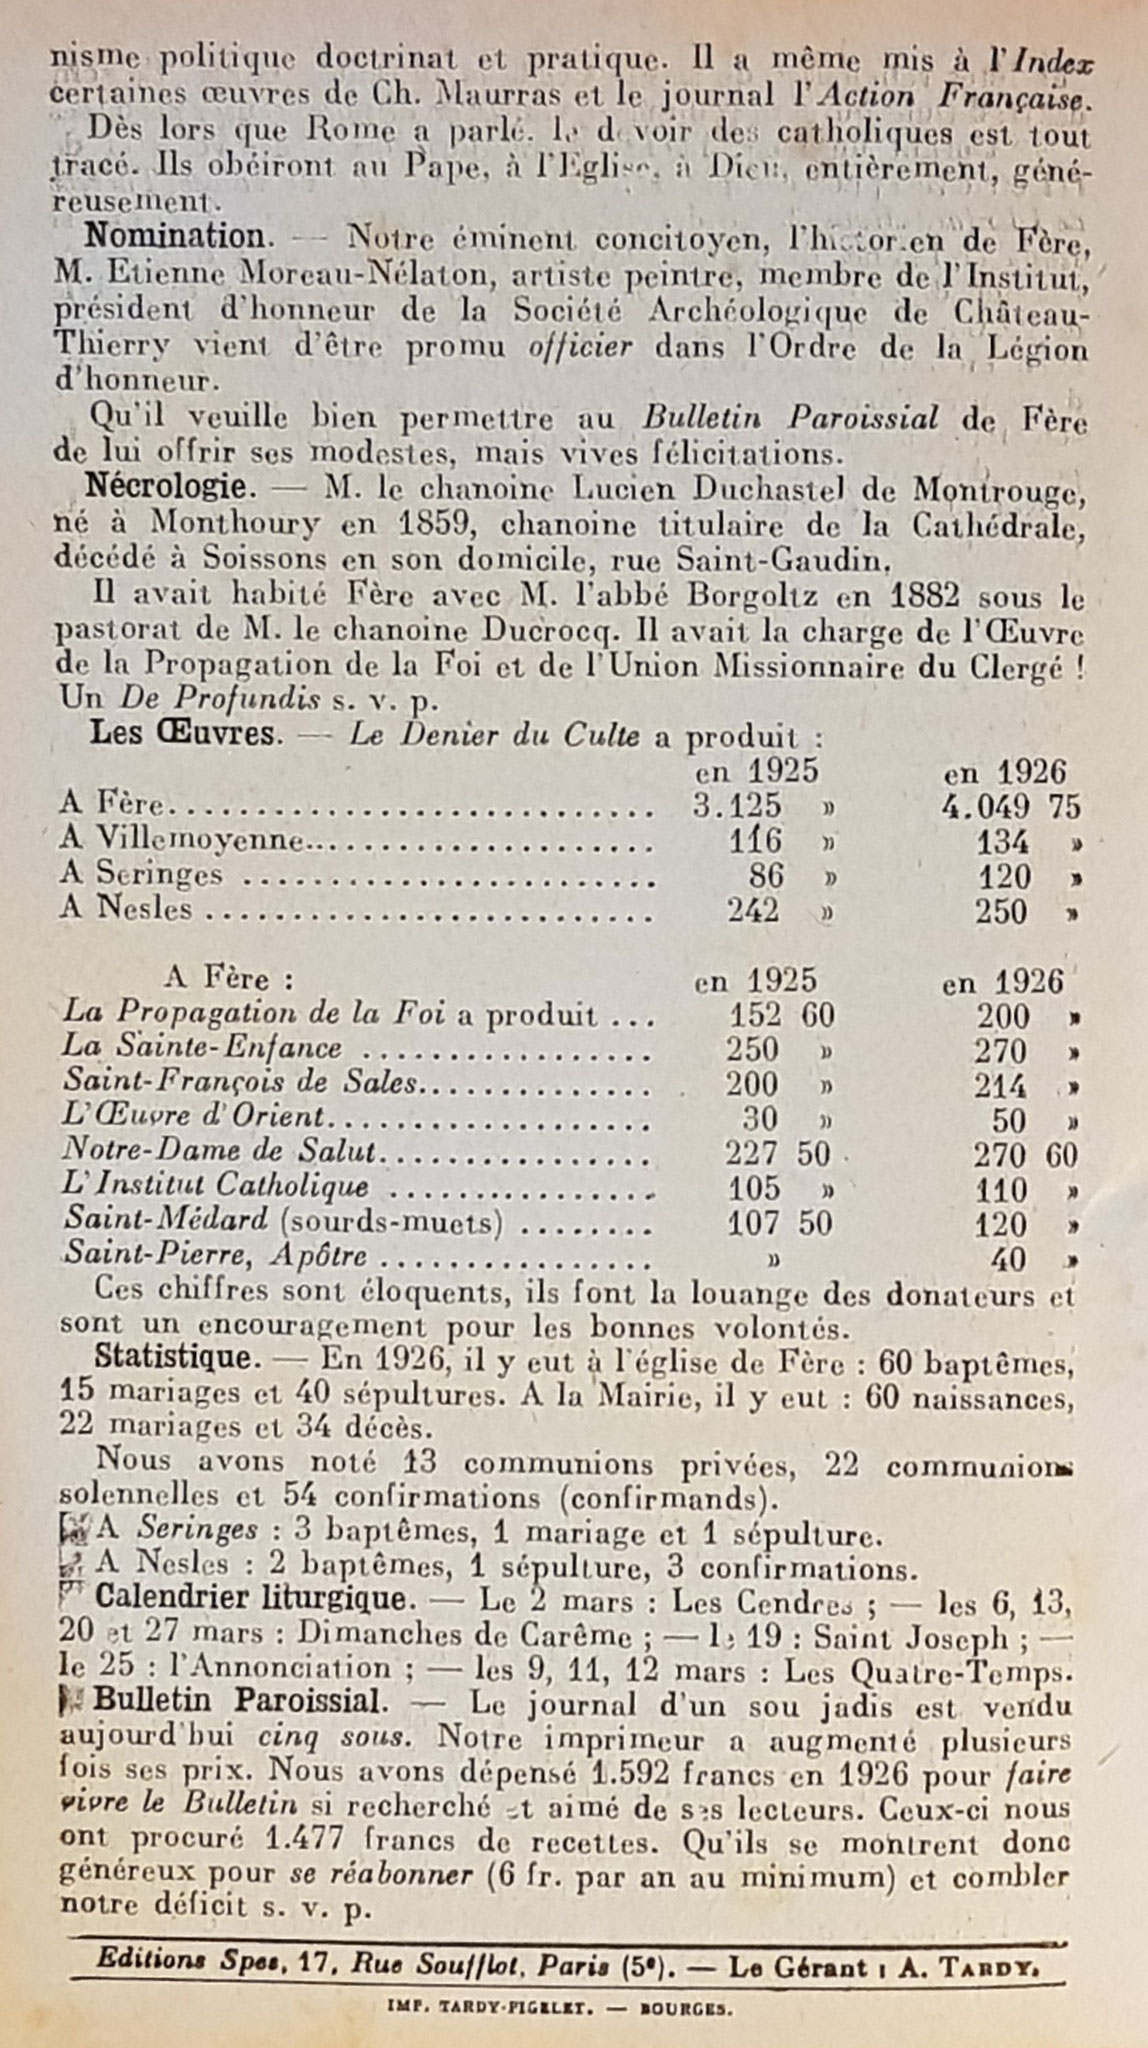 nisme politique doctrinat et pratique. Il a même mis à l'Index
certaines œuvres de Ch. Maurras et le journal l'Action Française.
Dès lors que Rome a parlé. le devoir des catholiques est tout
tracé. Ils obéiront au Pape, à l'Eglise, à Dieu, entièrement, géné-
reusement.
Nomination. — Notre éminent concitoyen, l'historien de Fère,
M. Etienne Moreau-Nélaton, artiste peintre, membre de l'Institut,
président d'honneur de la Société Archéologique de Château-
Thierry vient d'être promu officier dans l'Ordre de la Légion
d'honneur.
Qu'il veuille bien permettre au Bulletin Paroissial de Fère
de lui offrir ses modestes, mais vives félicitations.
Nécrologie. — M. le chanoine Lucien Duchastel de Montrouge,
né à Monthoury en 1859, chanoine titulaire de la Cathédrale,
décédé à Soissons en son domicile, rue Saint-Gaudin.
Il avait habité Fère avec M. l'abbé Borgoltz en 1882 sous le
pastorat de M. le chanoine Ducrocq. Il avait la charge de l'Œuvre
de la Propagation de la Foi et de l'Union Missionnaire du Clergé !
Un De Profundis s. v. p.
Les Œuvres. — Le Denier du Culte a produit :
en 1925 en 1926
A Fère.............................. 3.125 » 4.049 75
A Villemoyenne...................... 116 » 134 »
A Seringes ......................... 86 » 120 »
A Nesles ........................... 242 » 250 »
A Fère : en 1925 en 1926
La Propagation de la Foi a produit ... 152 60 200 »
La Sainte-Enfance ................. 250 » 270 »
Saint-François de Sales.............. 200 » 214 »
L'Œuvre d'Orient.................... 30 » 50 »
Notre-Dame de Salut................ 227 50 270 60
L'Institut Catholique ............... 105 » 110 »
Saint-Médard (sourds-muets) ........ 107 50 120 »
Saint-Pierre, Apôtre ................ » 40 »
Ces chiffres sont éloquents, ils font la louange des donateurs et
sont un encouragement pour les bonnes volontés.
Statistique. — En 1926, il y eut à l'église de Fère : 60 baptêmes,
15 mariages et 40 sépultures. A la Mairie, il y eut : 60 naissances,
22 mariages et 34 décès.
Nous avons noté 13 communions privées, 22 communions
solennelles et 54 confirmations (confirmands).
A Seringes : 3 baptêmes, 1 mariage et 1 sépulture.
A Nesles : 2 baptêmes, 1 sépulture, 3 confirmations.
Calendrier liturgique. — Le 2 mars : Les Cendres ; — les 6, 13,
20 et 27 mars : Dimanches de Carême ; — le 19 : Saint Joseph ; —
le 25 : l'Annonciation ; — les 9, 11, 12 mars : Les Quatre-Temps.
Bulletin Paroissial. — Le journal d'un sou jadis est vendu
aujourd'hui cinq sous. Notre imprimeur a augmenté plusieurs
fois ses prix. Nous avons dépensé 1.592 francs en 1926 pour faire
vivre le Bulletin si recherché et aimé de ses lecteurs. Ceux-ci nous
ont procuré 1.477 francs de recettes. Qu'ils se montrent donc
généreux pour se réabonner (6 fr. par an au minimum) et combler
notre déficit s. v. p.
Editions Spes, 17, Rue Soufflot, Paris (5e). — Le Gérant : A. TARDY.
IMP. TARDY-PIGELET. — BOURGES.